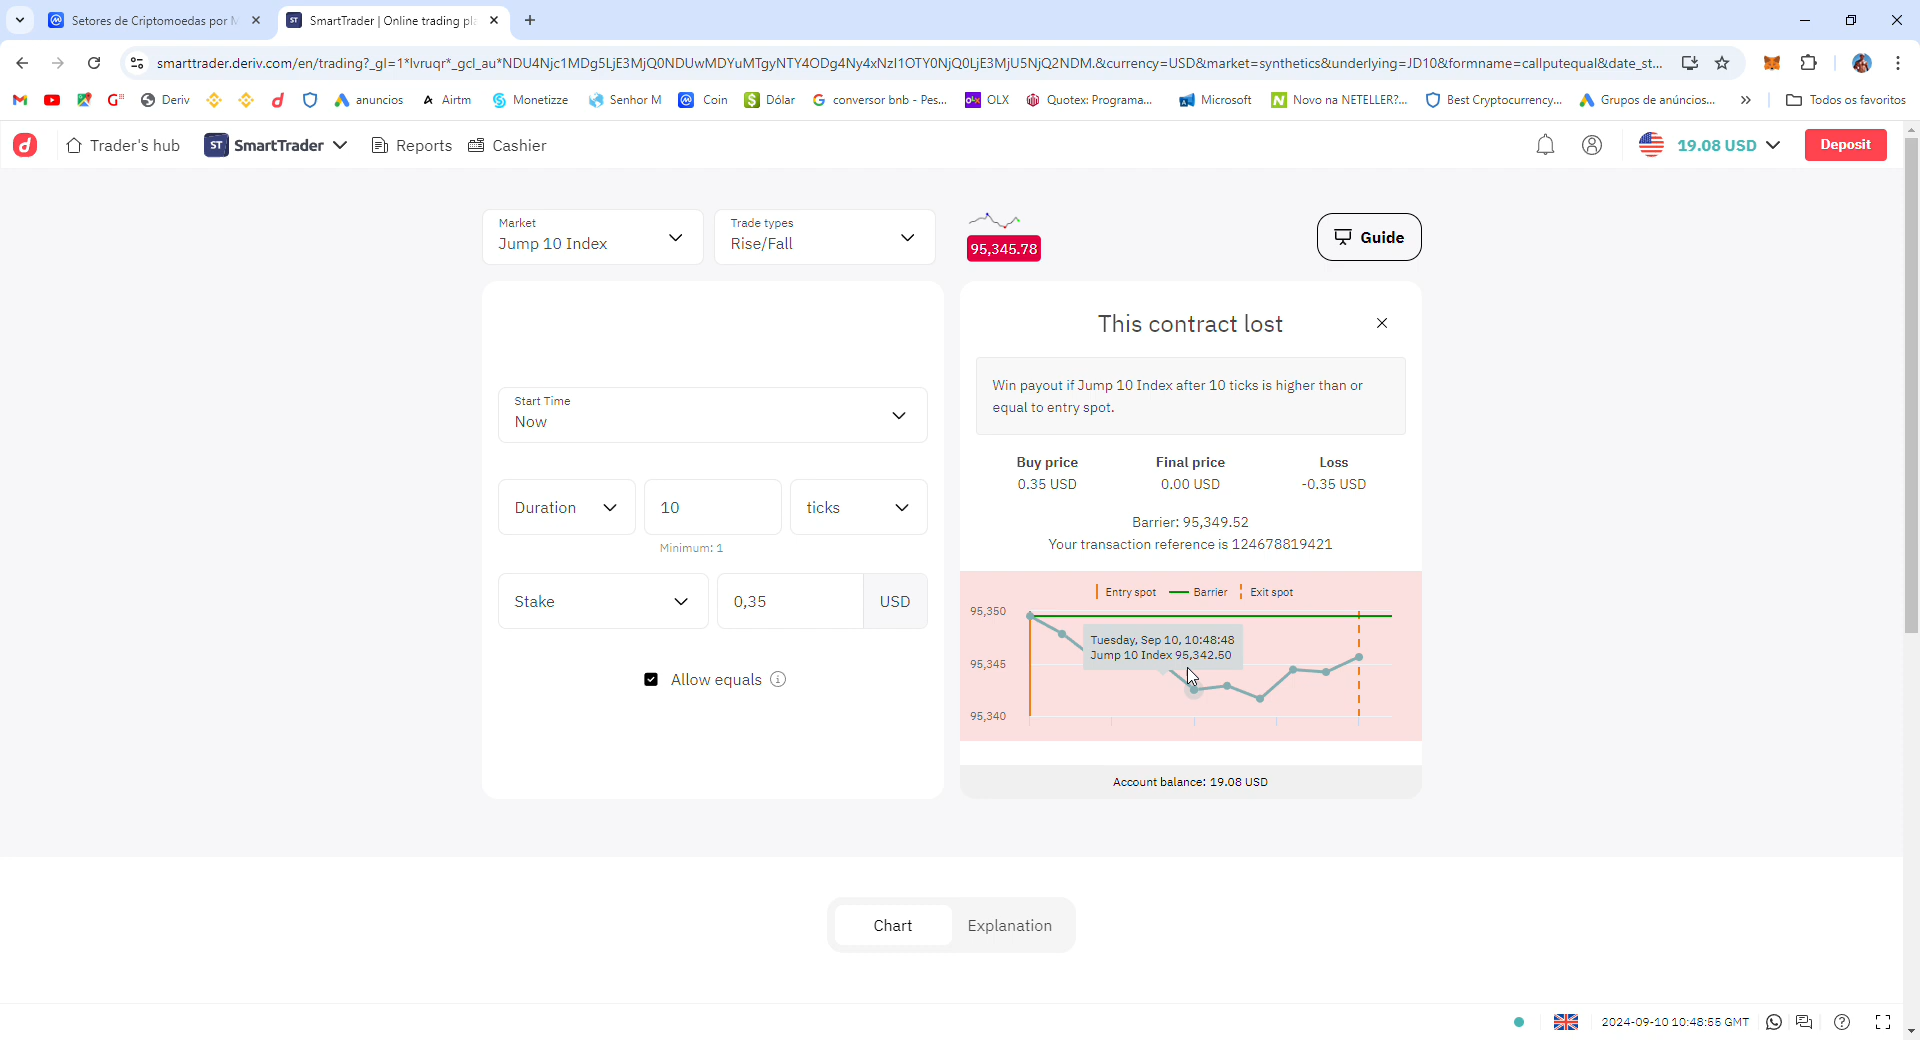 Setores de Criptomoedas por M
SmartTrader | Online trading pla
smarttrader.deriv.com/en/trading?_gl=1*lvruqr*_gcl_au*NDU4Njc1MDg5LjE3MjQ0NDUwMDYuMTgyNTY4ODg4Ny4xNzI1OTY0NjQ0LjE3MjU5NjQ2NDM.&currency=USD&market=synthetics&underlying=JD10&formname=callputequal&date_st...
Deriv
anuncios
Airtm
Monetizze
Senhor M
Coin
Dólar
conversor bnb - Pes...
OLX
Quotex: Programa...
Microsoft
Novo na NETELLER?...
Best Cryptocurrency...
Grupos de anúncios...
Todos os favoritos
Trader's hub
ST SmartTrader
Reports
Cashier
19.08 USD
Deposit
Market
Jump 10 Index
Trade types
Rise/Fall
95,345.78
Guide
Start Time
Now
Duration
10
ticks
Minimum: 1
Stake
0,35
USD
Allow equals
This contract lost
Win payout if Jump 10 Index after 10 ticks is higher than or
equal to entry spot.
Buy price Final price Loss
0.35 USD 0.00 USD -0.35 USD
Barrier: 95,349.52
Your transaction reference is 124678819421
Entry spot Barrier Exit spot
95,350
95,345
95,340
Tuesday, Sep 10, 10:48:48
Jump 10 Index 95,342.50
Account balance: 19.08 USD
Chart
Explanation
2024-09-10 10:48:55 GMT